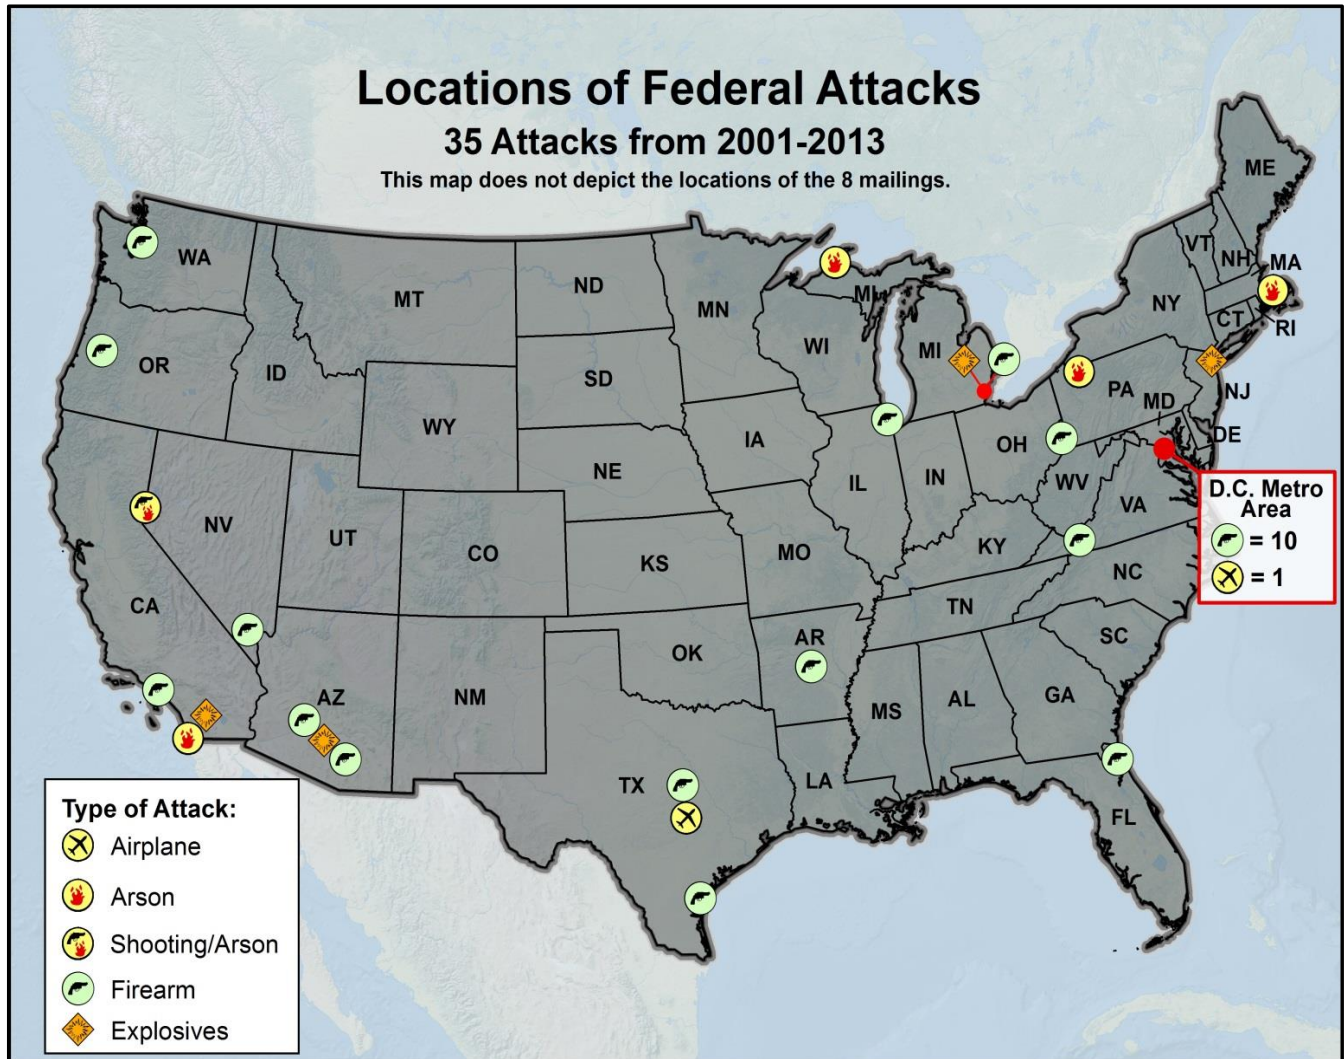 Locations of Federal Attacks
35 Attacks from 2001-2013
This map does not depict the locations of the 8 mailings.
ME
WA
VT
NH
MA
MT
ND
MN
MI
NY
CT
RI
OR
ID
SD
WI
MI
PA
NJ
WY
MD
IA
OH
DE
NE
IL
IN
WV
VA
D.C. Metro
Area
= 10
= 1
NV
UT
CO
KS
MO
KY
NC
CA
TN
SC
AZ
NM
OK
AR
MS
AL
GA
TX
LA
FL
Type of Attack:
Airplane
Arson
Shooting/Arson
Firearm
Explosives